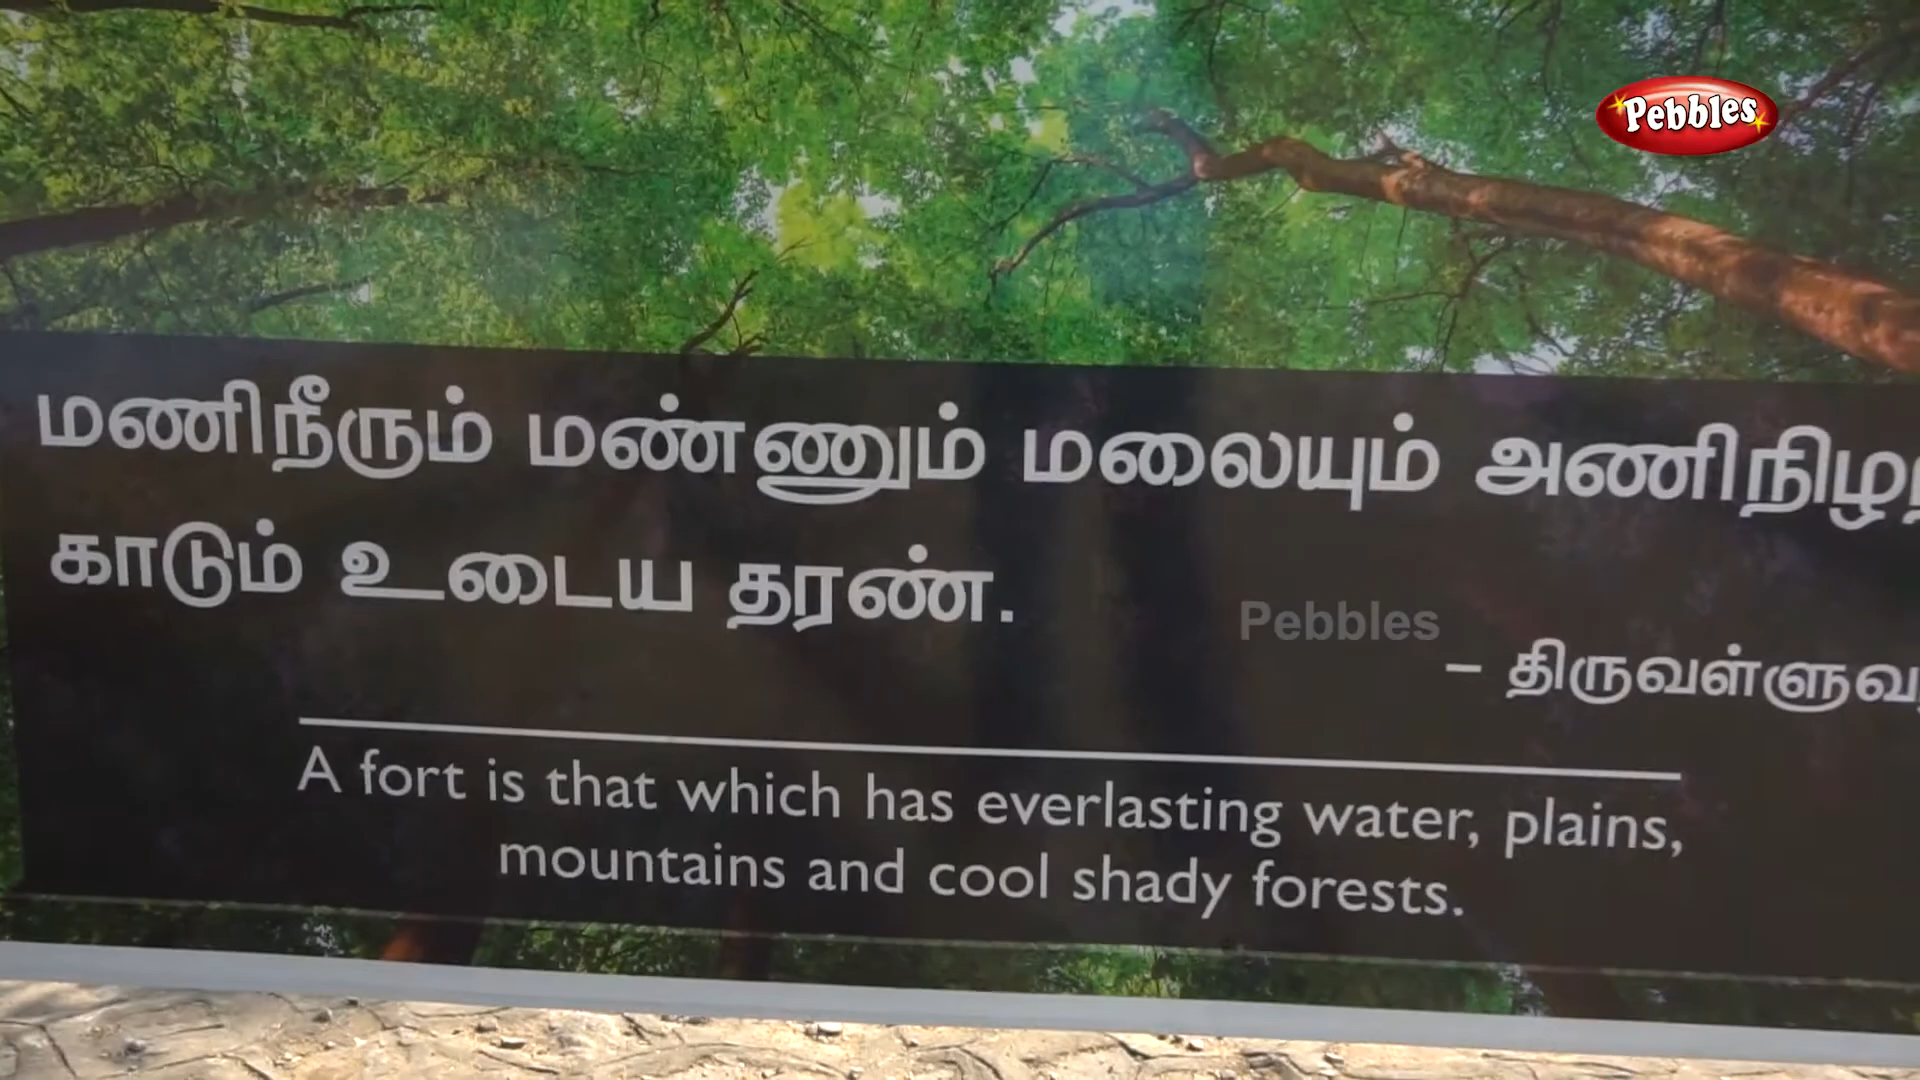 Pebbles
மணிநீரும் மண்ணும் மலையும்
காடும் உடைய தரண்.
Pebbles
–
A fort is that which has everlasting water, plains,
mountains and cool shady forests.